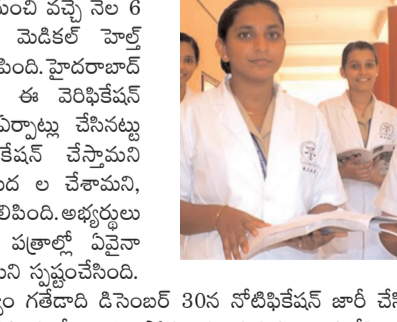 మంచి వచ్చే నెల 6
మెడికల్ హెల్త్
పింది.హైదరాబాద్
ఈ వెరిఫికేషన్
ఏర్పాట్లు చేసినట్టు
కేషన్ చేస్తామని
ద ల చేశామని,
లిపింది.అభ్యర్థులు
పత్రాల్లో ఏవైనా
ని స్పష్టంచేసింది.
ం గతేడాది డిసెంబర్ 30న నోటిఫికేషన్ జారీ చేసి